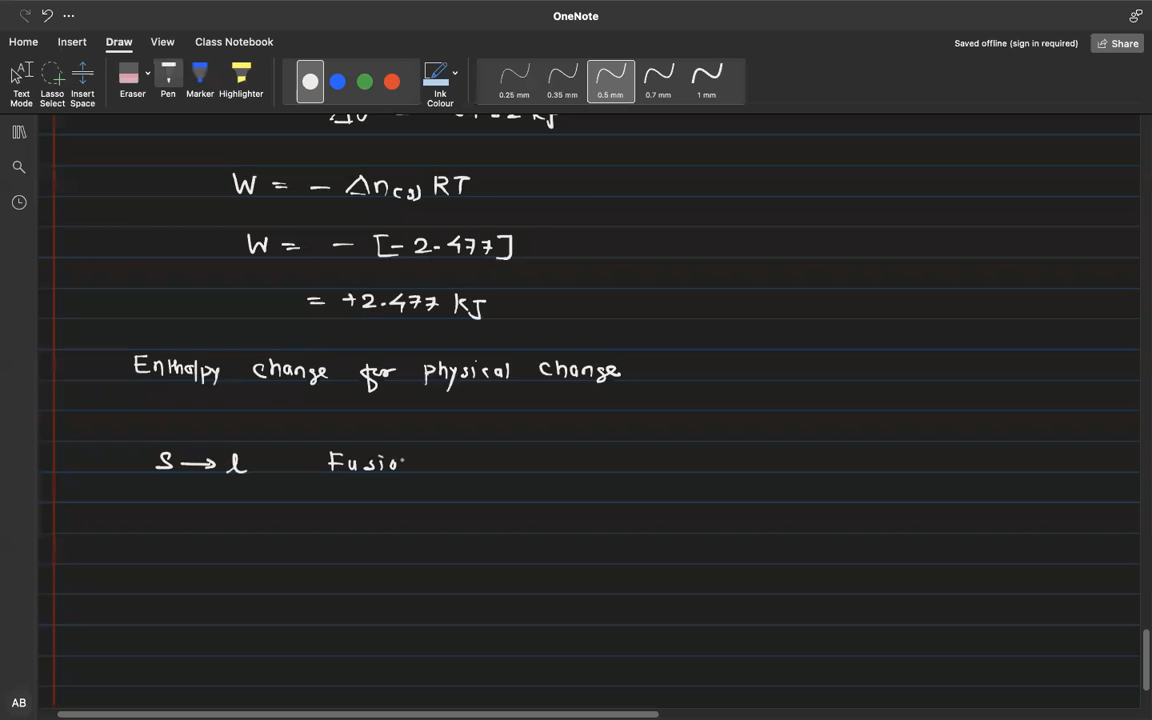 OneNote
Home Insert Draw View Class Notebook
Saved offline (sign in required) Share
Text Mode Lasso Select Insert Space Eraser Pen Marker Highlighter Ink Colour 0.25 mm 0.35 mm 0.5 mm 0.7 mm 1 mm
W = - Δn(g) RT
W = - [-2.477]
= +2.477 kJ
Enthalpy change for physical change
S → l Fusio
AB